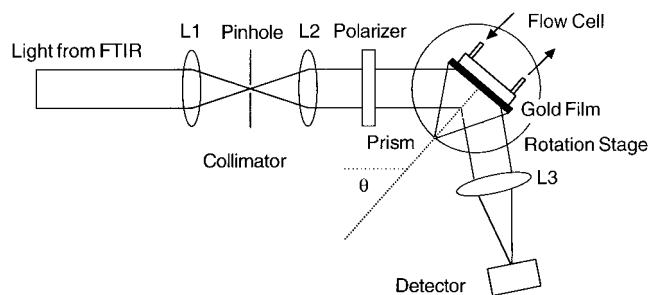 L1
Pinhole
L2
Polarizer
Flow Cell
Light from FTIR
Gold Film
Prism
Rotation Stage
Collimator
θ
L3
Detector